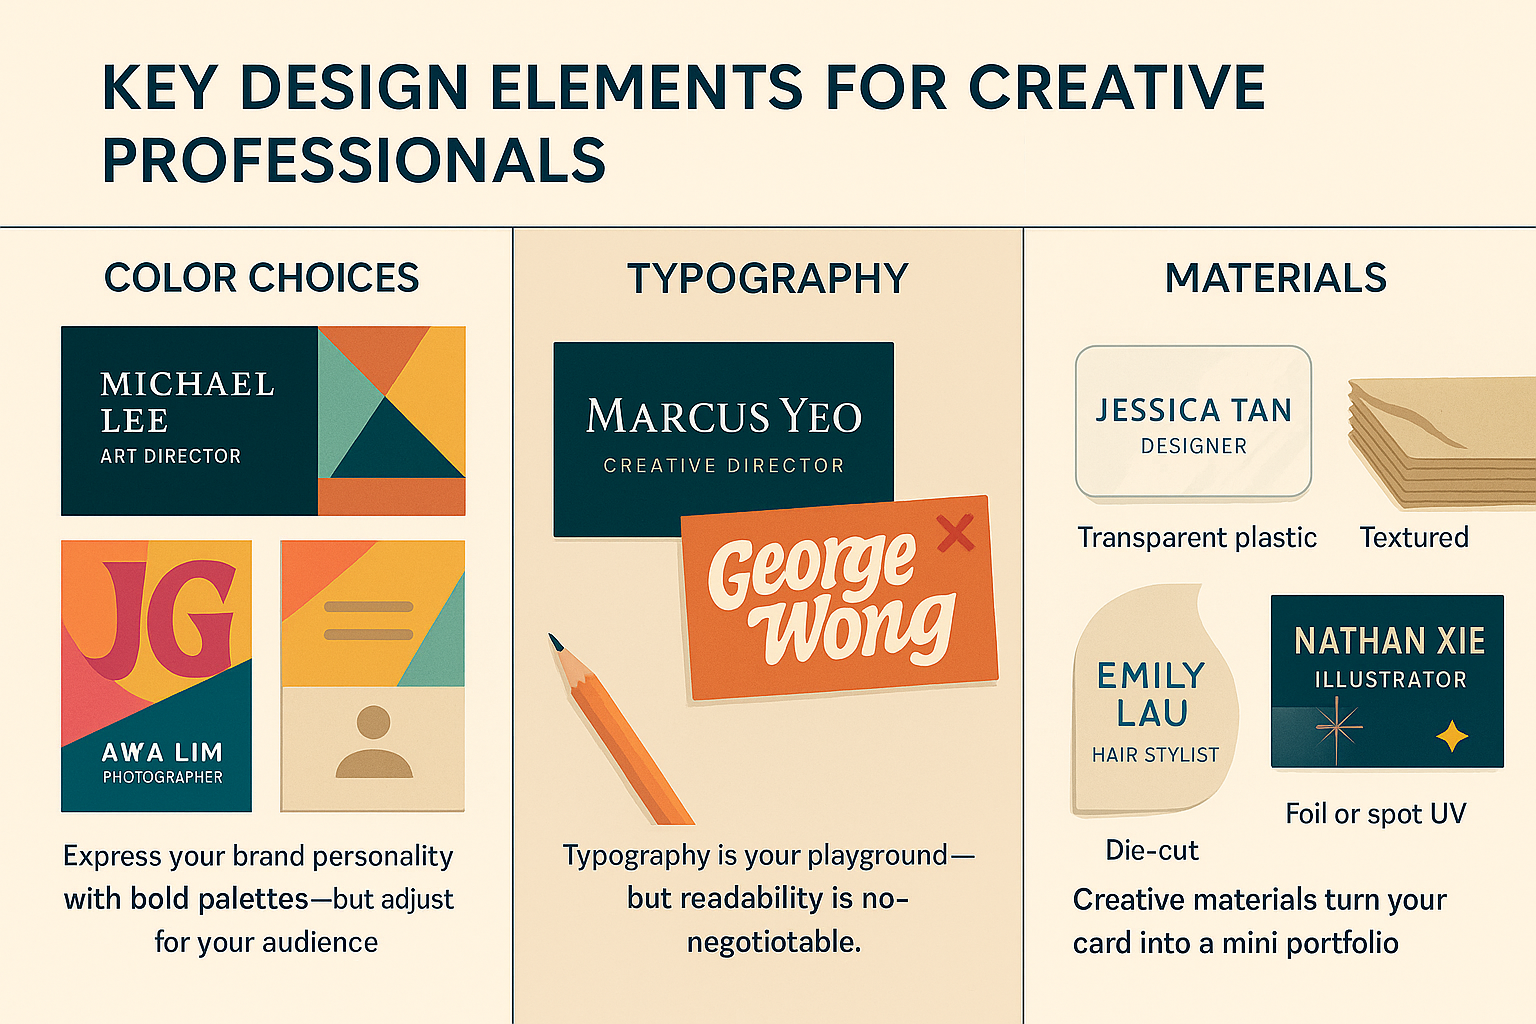 KEY DESIGN ELEMENTS FOR CREATIVE
PROFESSIONALS
COLOR CHOICES
MICHAEL
LEE
ART DIRECTOR
JG
AWA LIM
PHOTOGRAPHER
Express your brand personality
with bold palettes—but adjust
for your audience
TYPOGRAPHY
MARCUS YEO
CREATIVE DIRECTOR
George
Wong
Typography is your playground—
but readability is no-
negotiotable.
MATERIALS
JESSICA TAN
DESIGNER
Transparent plastic
Textured
EMILY
LAU
HAIR STYLIST
Die-cut
NATHAN XIE
ILLUSTRATOR
Foil or spot UV
Creative materials turn your
card into a mini portfolio